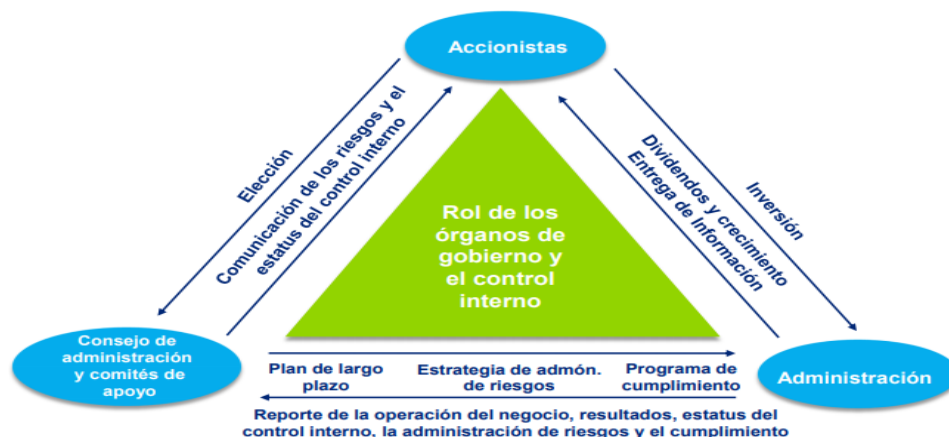 Accionistas
Elección
Comunicación de los riesgos y el
estatus del control interno
Inversión
Dividendos y crecimiento
Entrega de Información
Rol de los
órganos de
gobierno y
el control
interno
Consejo de
administración
y comités de
apoyo
Plan de largo
plazo
Estrategia de admón.
de riesgos
Programa de
cumplimiento
Administración
Reporte de la operación del negocio, resultados, estatus del
control interno, la administración de riesgos y el cumplimiento